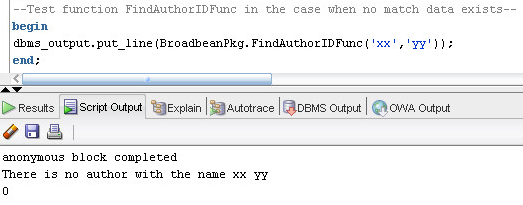 --Test function FindAuthorIDFunc in the case when no match data exists--
begin
dbms_output.put_line(BroadbeanPkg.FindAuthorIDFunc('xx','yy'));
end;
Results Script Output Explain Autotrace DBMS Output OWA Output
anonymous block completed
There is no author with the name xx yy
0